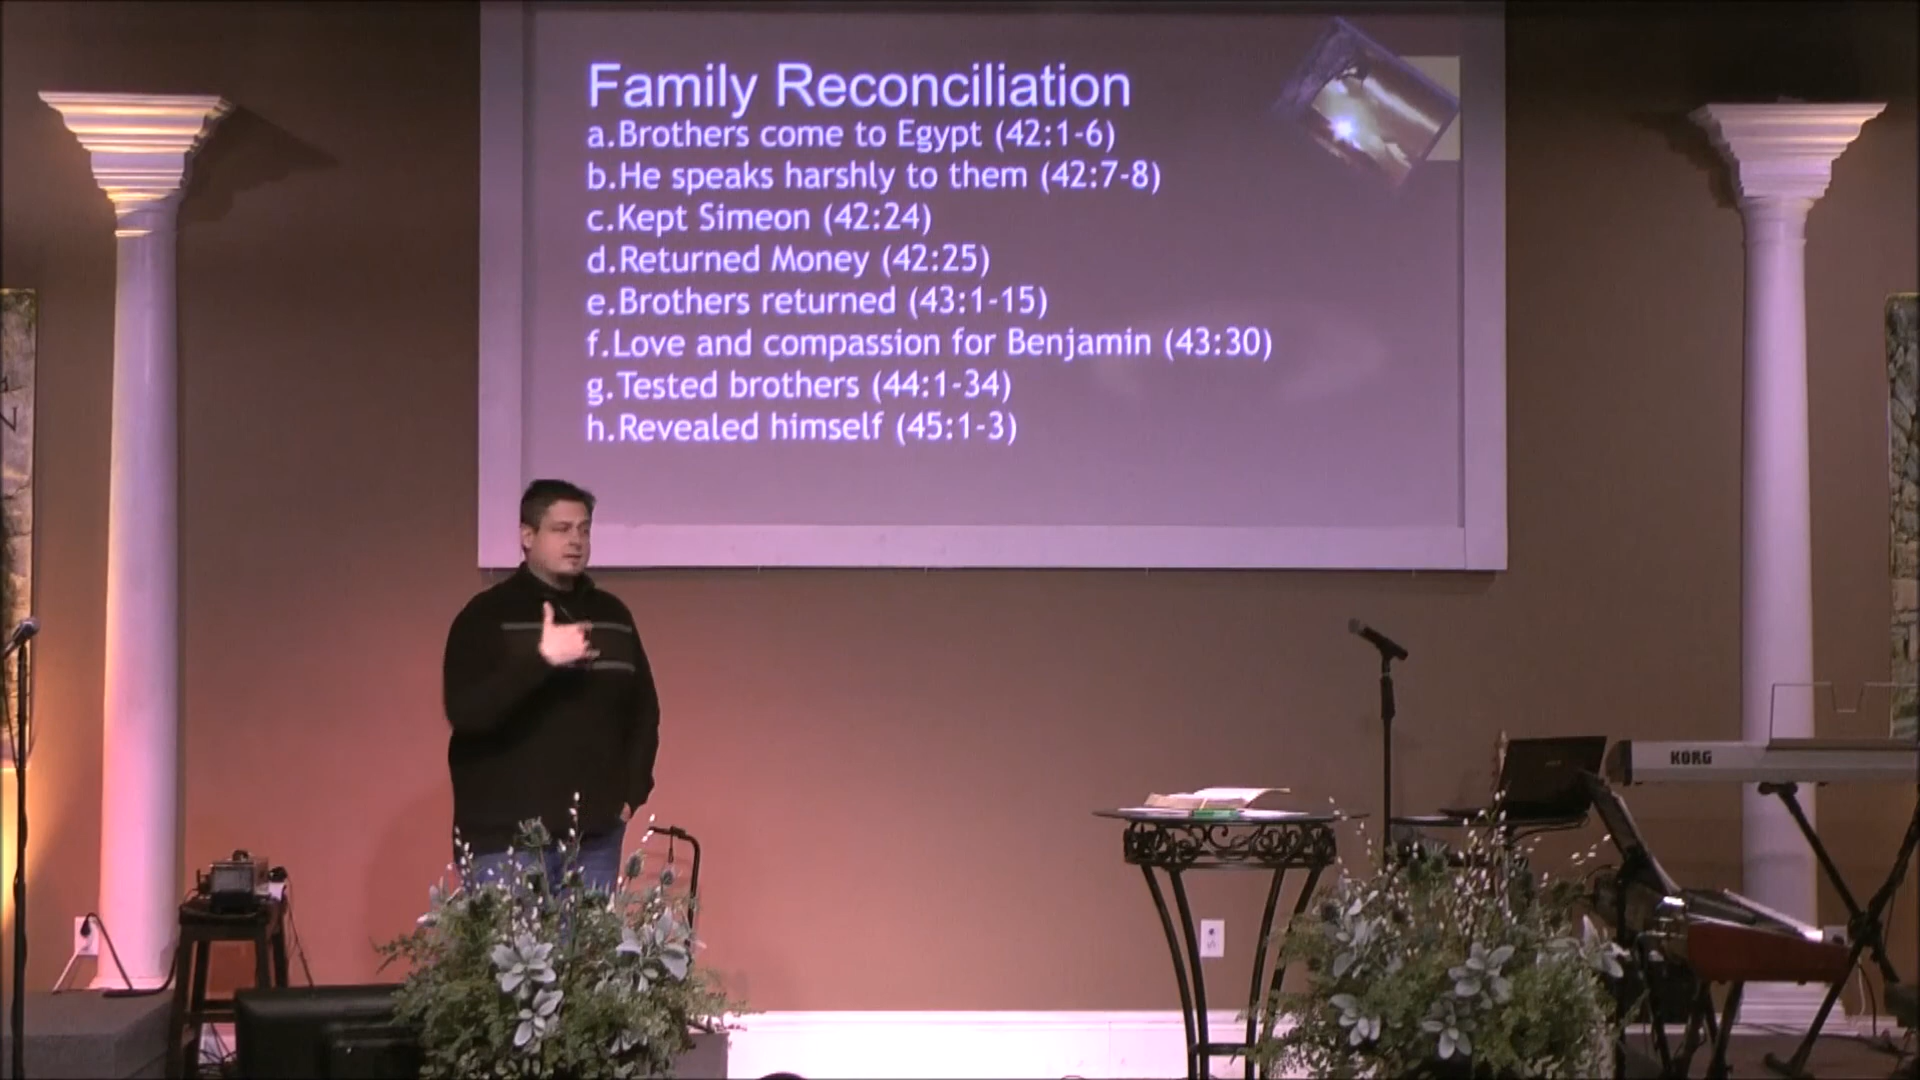 Family Reconciliation
a.Brothers come to Egypt (42:1-6)
b.He speaks harshly to them (42:7-8)
c.Kept Simeon (42:24)
d.Returned Money (42:25)
e.Brothers returned (43:1-15)
f.Love and compassion for Benjamin (43:30)
g.Tested brothers (44:1-34)
h.Revealed himself (45:1-3)
KORG